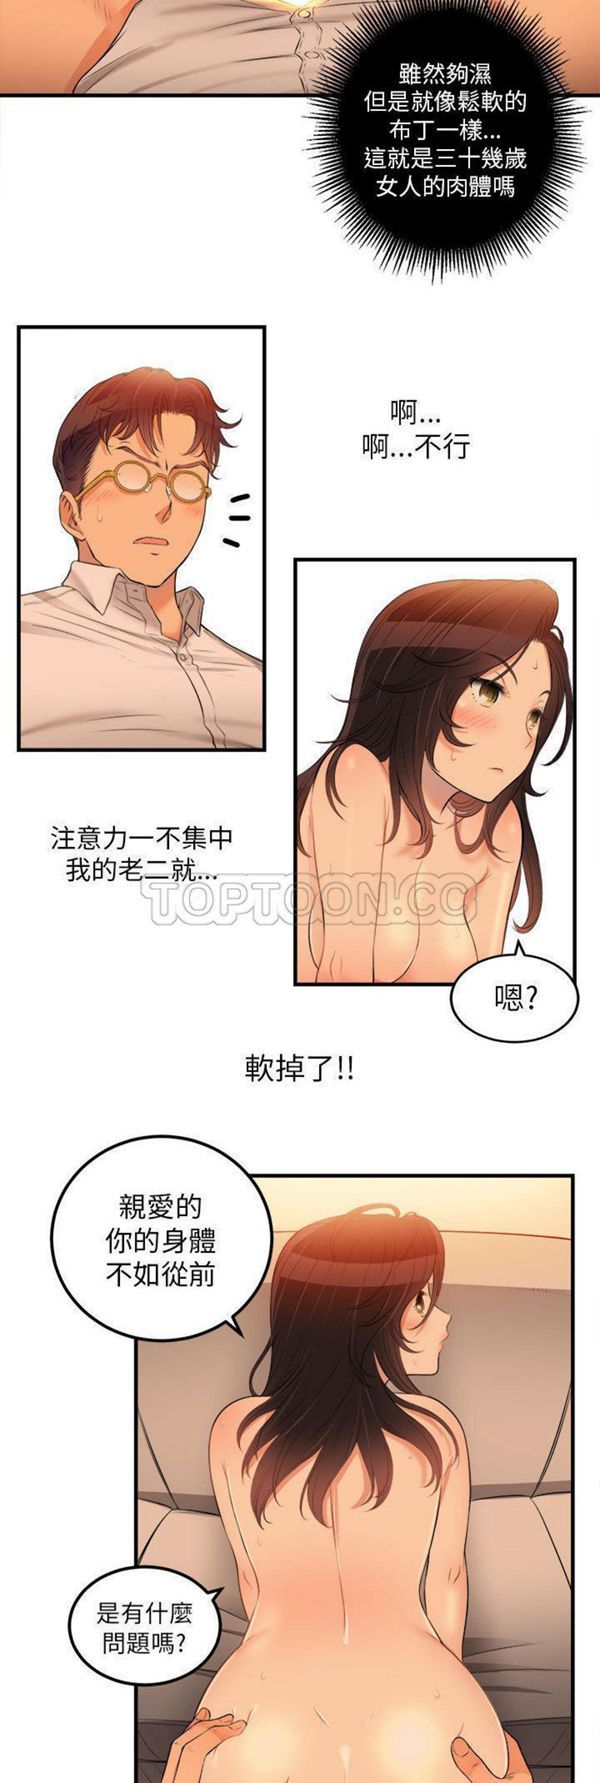 雖然夠濕
但是就像鬆軟的
布丁一樣...
這就是三十幾歲
女人的肉體嗎
啊...
啊...不行
注意力一不集中
我的老二就...
TOPTOON.CO
嗯?
軟掉了!!
親愛的
你的身體
不如從前
是有什麼
問題嗎?